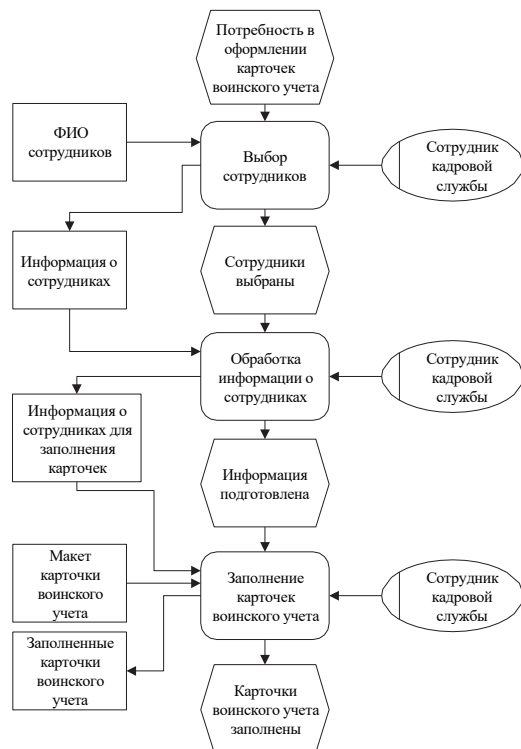 Потребность в
оформлении
карточек
воинского учета
ФИО
сотрудников
Выбор
сотрудников
Сотрудник
кадровой
службы
Информация о
сотрудниках
Сотрудники
выбраны
Обработка
информации о
сотрудниках
Сотрудник
кадровой
службы
Информация о
сотрудниках для
заполнения
карточек
Информация
подготовлена
Макет
карточки
воинского
учета
Заполнение
карточек
воинского учета
Сотрудник
кадровой
службы
Заполненные
карточки
воинского
учета
Карточки
воинского учета
заполнены